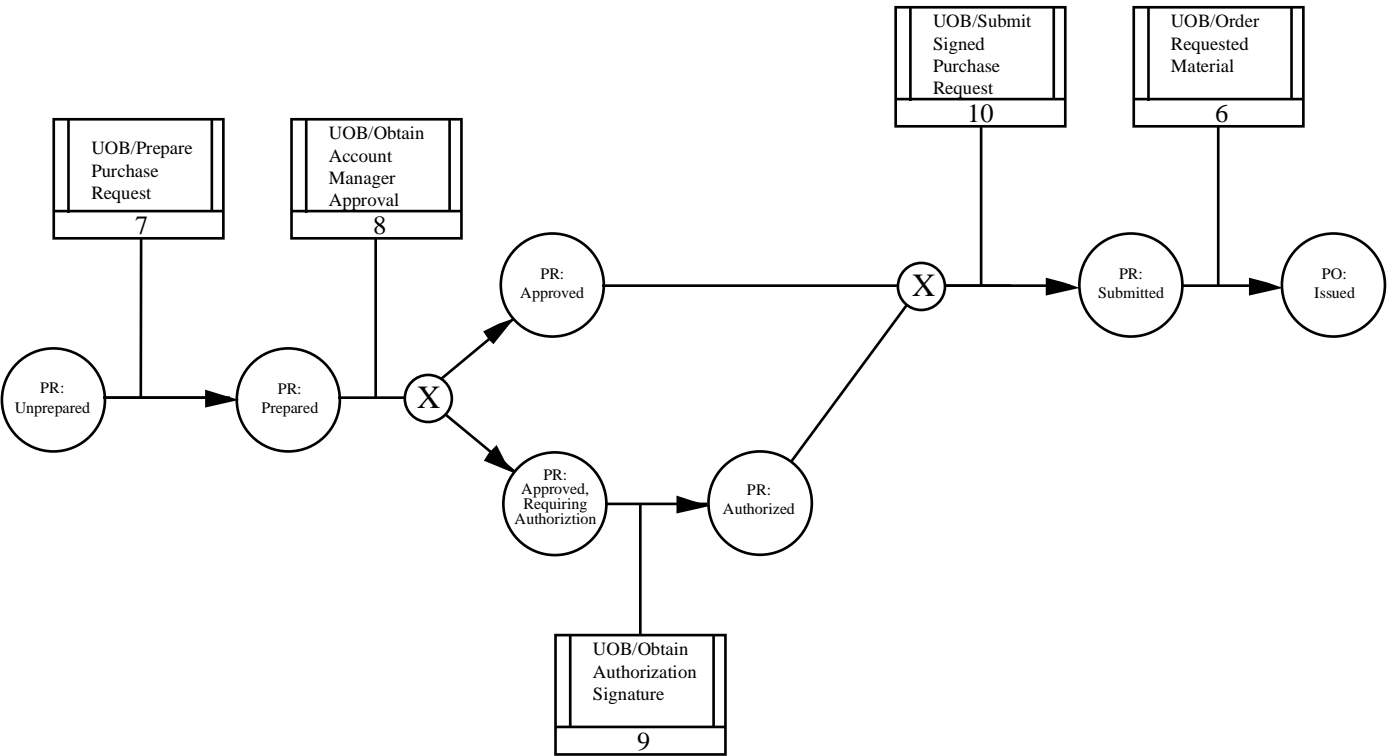 UOB/Submit
Signed
Purchase
Request
10
UOB/Order
Requested
Material
6
UOB/Prepare
Purchase
Request
7
UOB/Obtain
Account
Manager
Approval
8
PR:
Approved
X
PR:
Submitted
PO:
Issued
PR:
Unprepared
PR:
Prepared
X
PR:
Approved,
Requiring
Authoriztion
PR:
Authorized
UOB/Obtain
Authorization
Signature
9